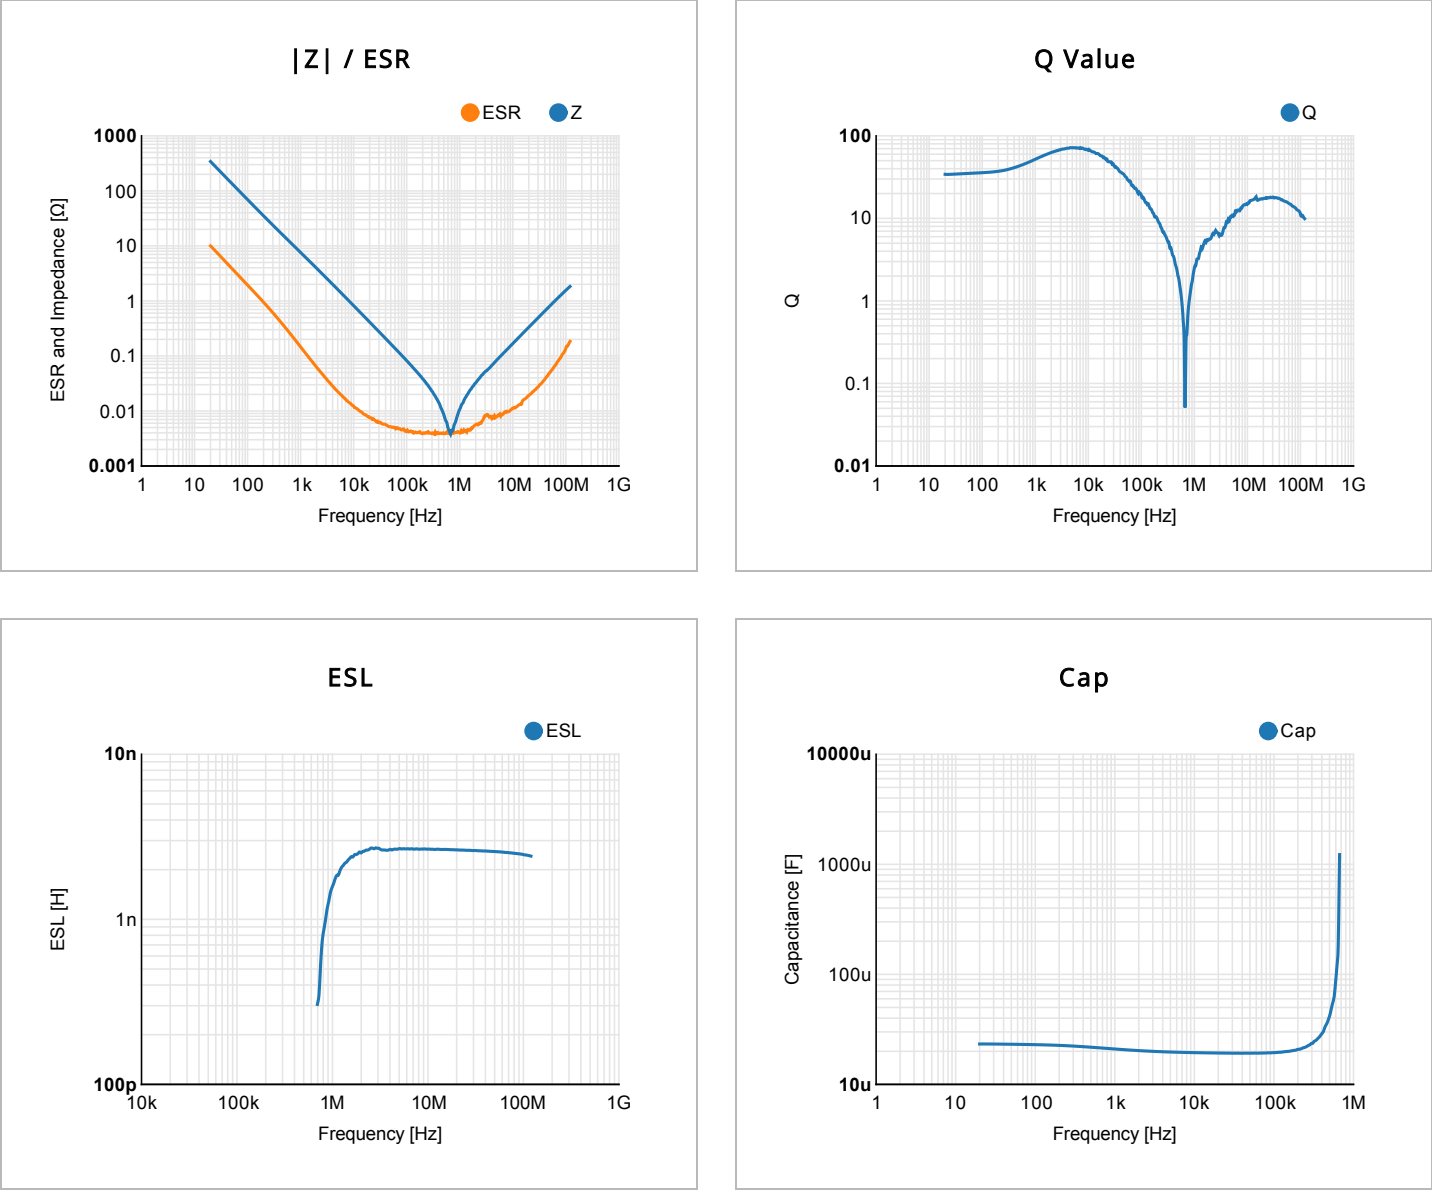 |Z| / ESR
ESR Z
1000
100
10
1
0.1
0.01
0.001
ESR and Impedance [Ω]
1 10 100 1k 10k 100k 1M 10M 100M 1G
Frequency [Hz]
Q Value
Q
100
10
1
0.1
0.01
Q
1 10 100 1k 10k 100k 1M 10M 100M 1G
Frequency [Hz]
ESL
ESL
10n
1n
100p
ESL [H]
10k 100k 1M 10M 100M 1G
Frequency [Hz]
Cap
Cap
10000u
1000u
100u
10u
Capacitance [F]
1 10 100 1k 10k 100k 1M
Frequency [Hz]